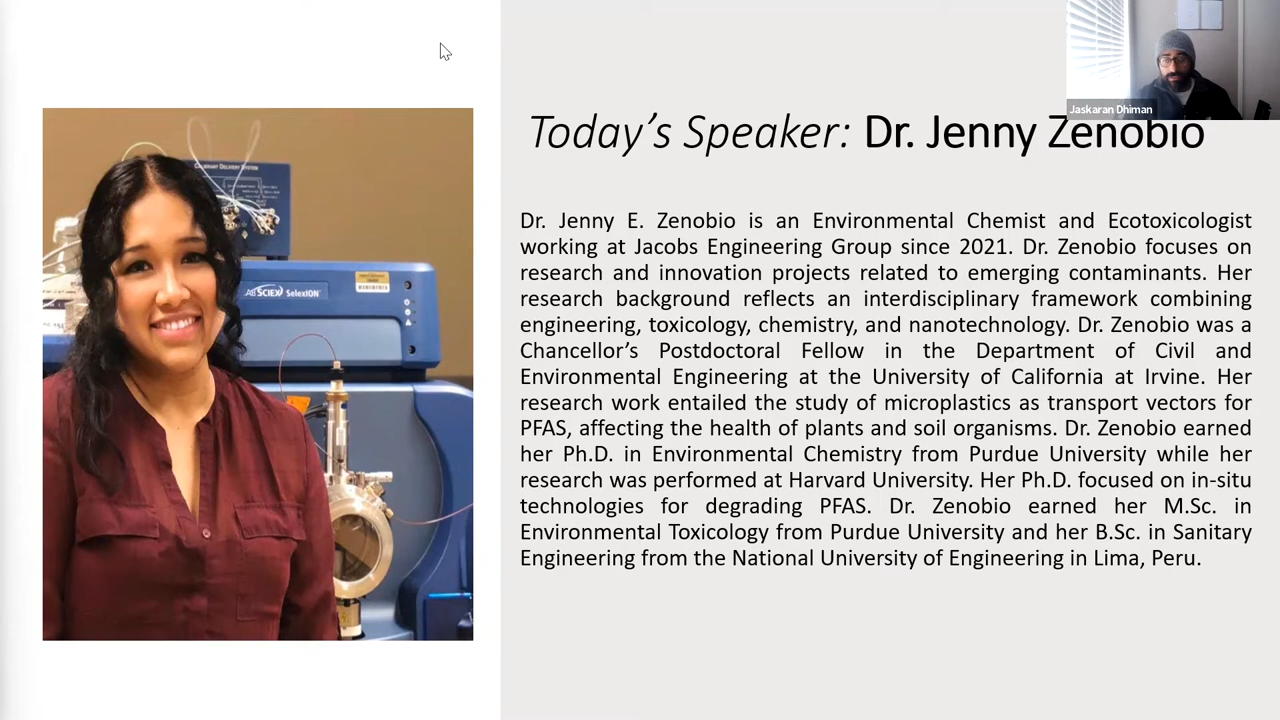 Jaskaran Dhiman
Today's Speaker: Dr. Jenny Zenobio
Dr. Jenny E. Zenobio is an Environmental Chemist and Ecotoxicologist
working at Jacobs Engineering Group since 2021. Dr. Zenobio focuses on
research and innovation projects related to emerging contaminants. Her
research background reflects an interdisciplinary framework combining
engineering, toxicology, chemistry, and nanotechnology. Dr. Zenobio was a
Chancellor's Postdoctoral Fellow in the Department of Civil and
Environmental Engineering at the University of California at Irvine. Her
research work entailed the study of microplastics as transport vectors for
PFAS, affecting the health of plants and soil organisms. Dr. Zenobio earned
her Ph.D. in Environmental Chemistry from Purdue University while her
research was performed at Harvard University. Her Ph.D. focused on in-situ
technologies for degrading PFAS. Dr. Zenobio earned her M.Sc. in
Environmental Toxicology from Purdue University and her B.Sc. in Sanitary
Engineering from the National University of Engineering in Lima, Peru.
CALIBRANT DELIVERY SYSTEM
AB SCIEX SelexION